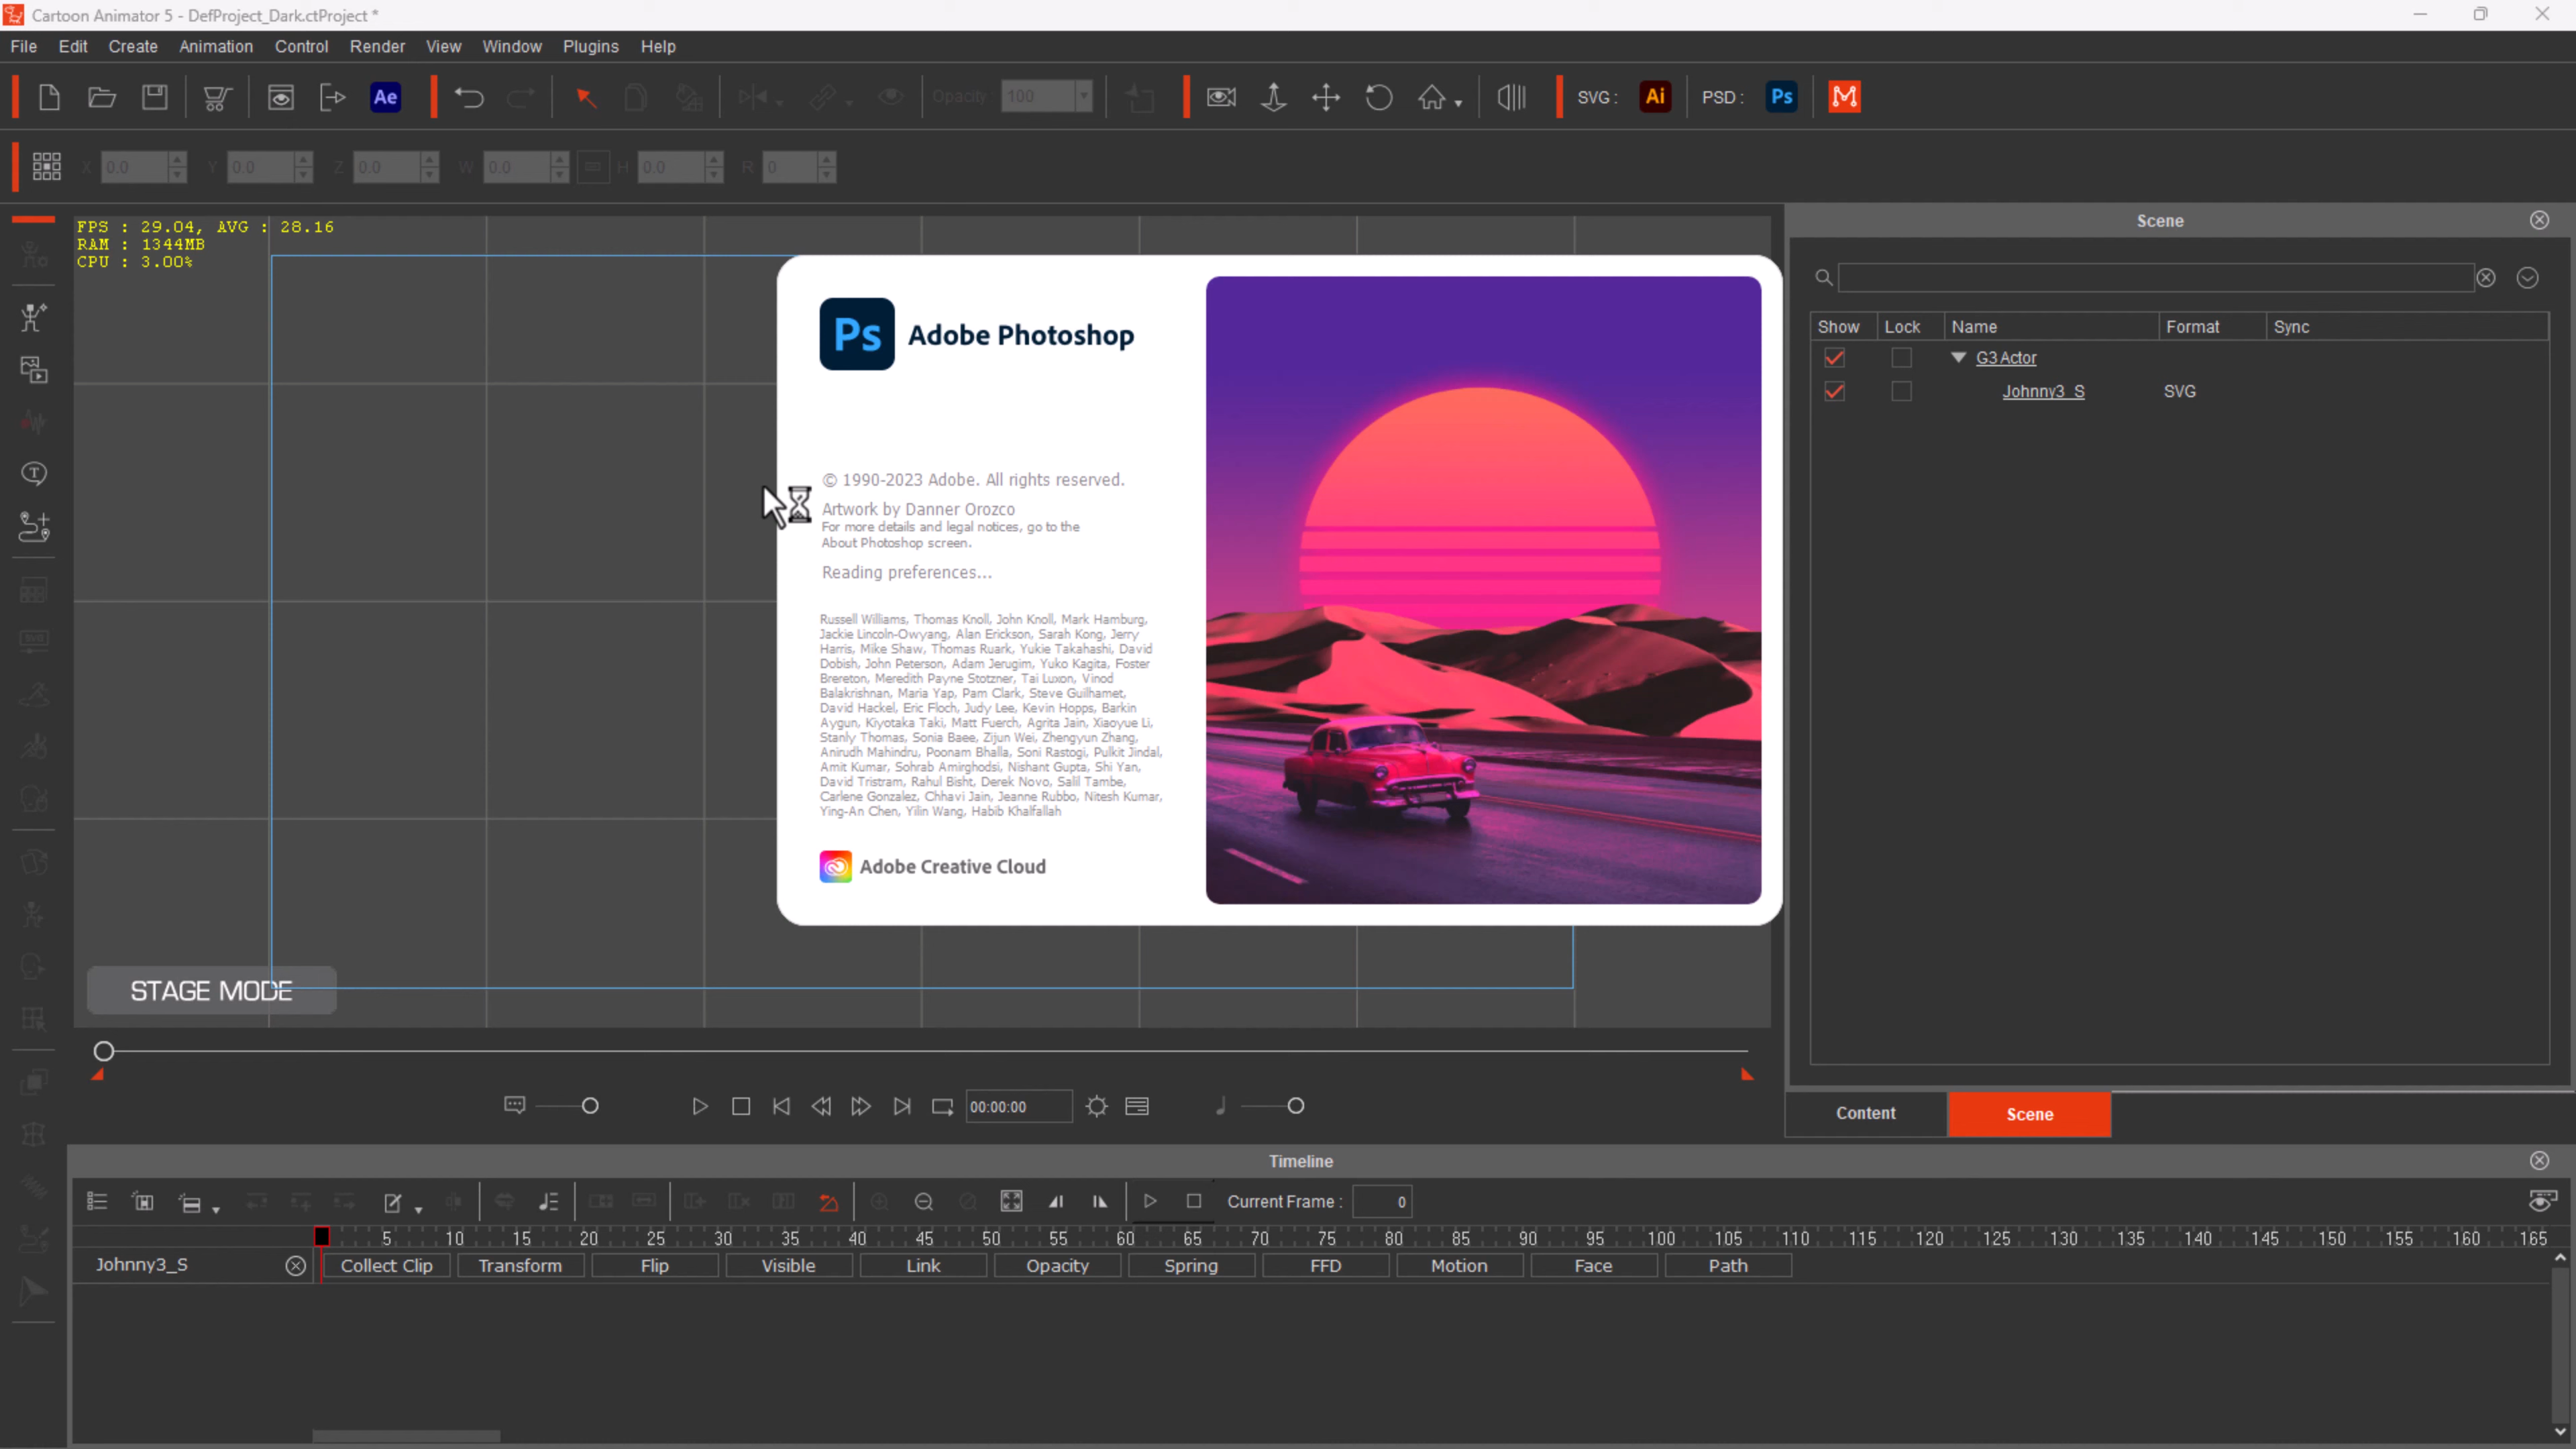 Cartoon Animator 5 - DefProject_Dark.ctProject *
File Edit Create Animation Control Render View Window Plugins Help
Ae Opacity 100 SVG : Ai PSD : Ps
X 0.0 Y 0.0 Z 0.0 W 0.0 H 0.0 R 0
FPS : 29.04, AVG : 28.16
RAM : 1344MB
CPU : 3.00%
Scene
Show Lock Name Format Sync
G3 Actor
Johnny3_S SVG
Ps Adobe Photoshop
© 1990-2023 Adobe. All rights reserved.
Artwork by Danner Orozco
For more details and legal notices, go to the
About Photoshop screen.
Reading preferences...
Russell Williams, Thomas Knoll, John Knoll, Mark Hamburg,
Jackie Lincoln-Owyang, Alan Erickson, Sarah Kong, Jerry
Harris, Mike Shaw, Thomas Ruark, Yukie Takahashi, David
Dobish, John Peterson, Adam Jerugim, Yuko Kagita, Foster
Brereton, Meredith Payne Stotzner, Tai Luxon, Vinod
Balakrishnan, Maria Yap, Pam Clark, Steve Guilhamet,
David Hackel, Eric Floch, Judy Lee, Kevin Hopps, Barkin
Aygun, Kiyotaka Taki, Matt Fuerch, Agrita Jain, Xiaoyue Li,
Stanly Thomas, Sonia Baee, Zijun Wei, Zhengyun Zhang,
Anirudh Mahindru, Poonam Bhalla, Soni Rastogi, Pulkit Jindal,
Amit Kumar, Sohrab Amirghodsi, Nishant Gupta, Shi Yan,
David Tristram, Rahul Bisht, Derek Novo, Salil Tambe,
Carlene Gonzalez, Chhavi Jain, Jeanne Rubbo, Nitesh Kumar,
Ying-An Chen, Yilin Wang, Habib Khalfallah
Adobe Creative Cloud
STAGE MODE
00:00:00
Content Scene
Timeline
Current Frame : 0
5 10 15 20 25 30 35 40 45 50 55 60 65 70 75 80 85 90 95 100 105 110 115 120 125 130 135 140 145 150 155 160 165
Johnny3_S Collect Clip Transform Flip Visible Link Opacity Spring FFD Motion Face Path